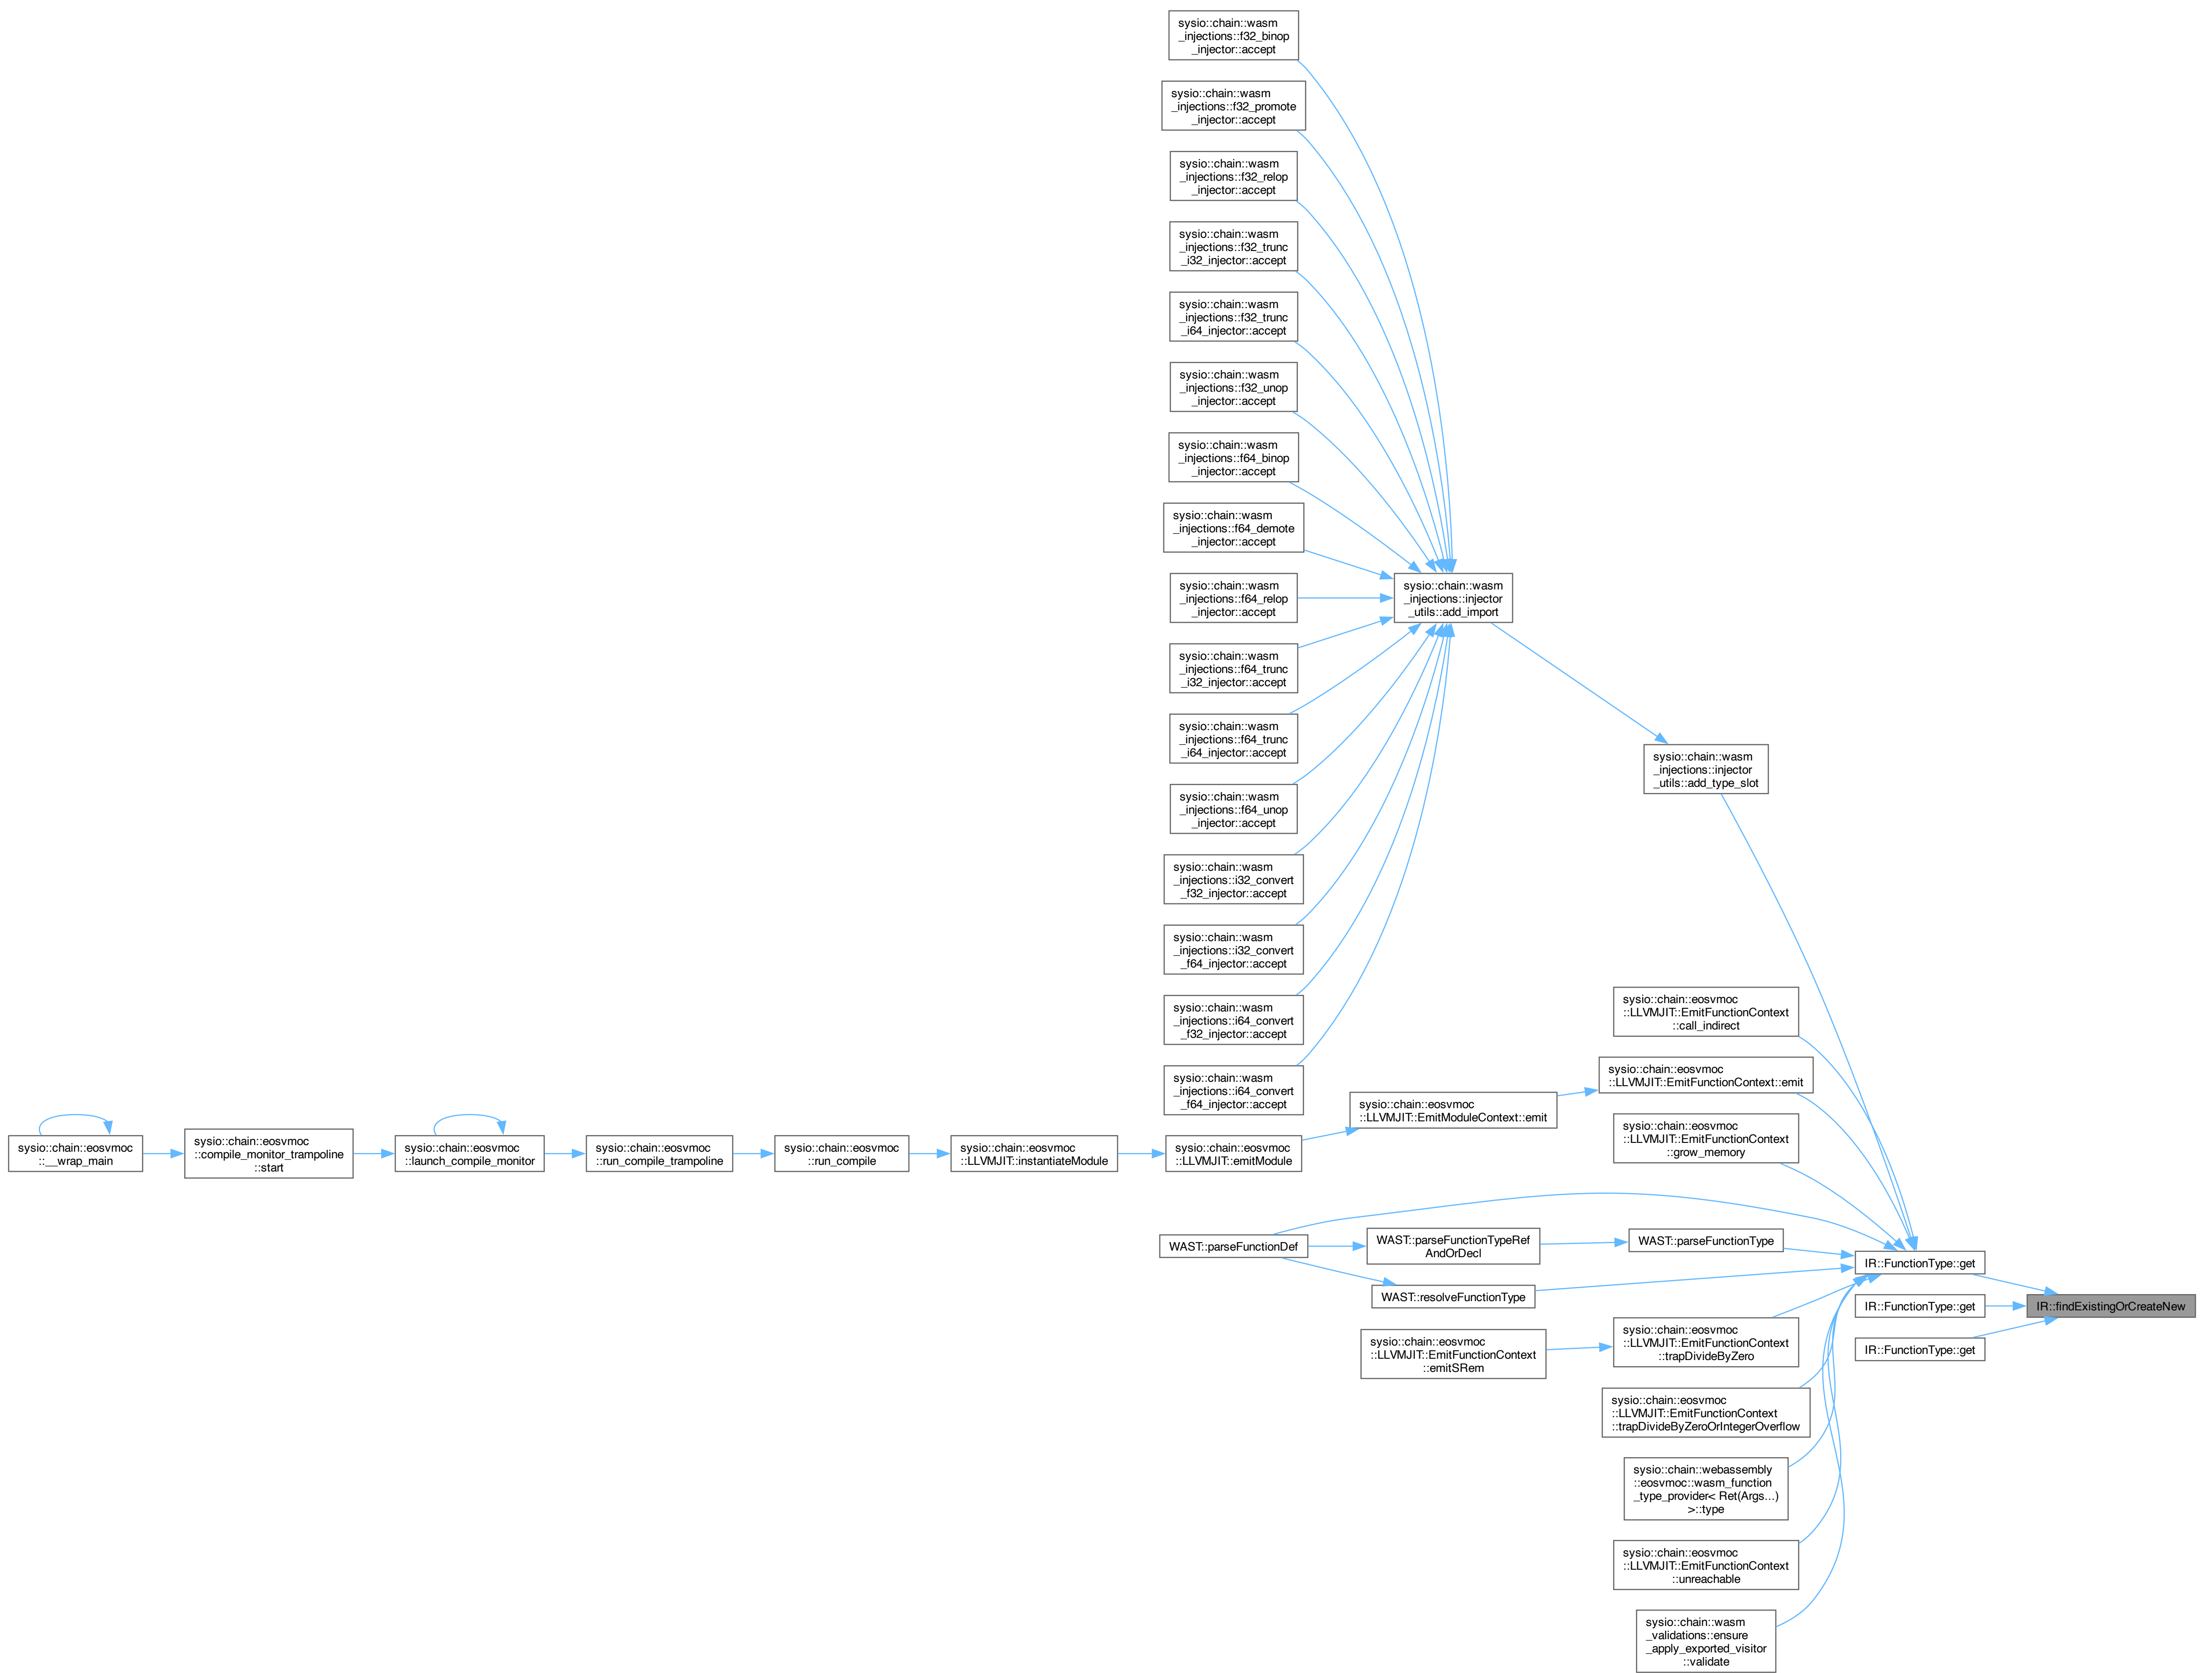 sysio::chain::wasm
_injections::f32_binop
_injector::accept
sysio::chain::wasm
_injections::f32_promote
_injector::accept
sysio::chain::wasm
_injections::f32_relop
_injector::accept
sysio::chain::wasm
_injections::f32_trunc
_i32_injector::accept
sysio::chain::wasm
_injections::f32_trunc
_i64_injector::accept
sysio::chain::wasm
_injections::f32_unop
_injector::accept
sysio::chain::wasm
_injections::f64_binop
_injector::accept
sysio::chain::wasm
_injections::f64_demote
_injector::accept
sysio::chain::wasm
_injections::f64_relop
_injector::accept
sysio::chain::wasm
_injections::injector
_utils::add_import
sysio::chain::wasm
_injections::f64_trunc
_i32_injector::accept
sysio::chain::wasm
_injections::f64_trunc
_i64_injector::accept
sysio::chain::wasm
_injections::injector
_utils::add_type_slot
sysio::chain::wasm
_injections::f64_unop
_injector::accept
sysio::chain::wasm
_injections::i32_convert
_f32_injector::accept
sysio::chain::wasm
_injections::i32_convert
_f64_injector::accept
sysio::chain::wasm
_injections::i64_convert
_f32_injector::accept
sysio::chain::wasm
_injections::i64_convert
_f64_injector::accept
sysio::chain::eosvmoc
::LLVMJIT::EmitFunctionContext
::call_indirect
sysio::chain::eosvmoc
::LLVMJIT::EmitFunctionContext::emit
sysio::chain::eosvmoc
::LLVMJIT::EmitModuleContext::emit
sysio::chain::eosvmoc
::__wrap_main
sysio::chain::eosvmoc
::compile_monitor_trampoline
::start
sysio::chain::eosvmoc
::launch_compile_monitor
sysio::chain::eosvmoc
::run_compile_trampoline
sysio::chain::eosvmoc
::run_compile
sysio::chain::eosvmoc
::LLVMJIT::instantiateModule
sysio::chain::eosvmoc
::LLVMJIT::emitModule
sysio::chain::eosvmoc
::LLVMJIT::EmitFunctionContext
::grow_memory
WAST::parseFunctionDef
WAST::parseFunctionTypeRef
AndOrDecl
WAST::parseFunctionType
IR::FunctionType::get
WAST::resolveFunctionType
IR::FunctionType::get
IR::findExistingOrCreateNew
sysio::chain::eosvmoc
::LLVMJIT::EmitFunctionContext
::emitSRem
sysio::chain::eosvmoc
::LLVMJIT::EmitFunctionContext
::trapDivideByZero
IR::FunctionType::get
sysio::chain::eosvmoc
::LLVMJIT::EmitFunctionContext
::trapDivideByZeroOrIntegerOverflow
sysio::chain::webassembly
::eosvmoc::wasm_function
_type_provider< Ret(Args...)
>::type
sysio::chain::eosvmoc
::LLVMJIT::EmitFunctionContext
::unreachable
sysio::chain::wasm
_validations::ensure
_apply_exported_visitor
::validate